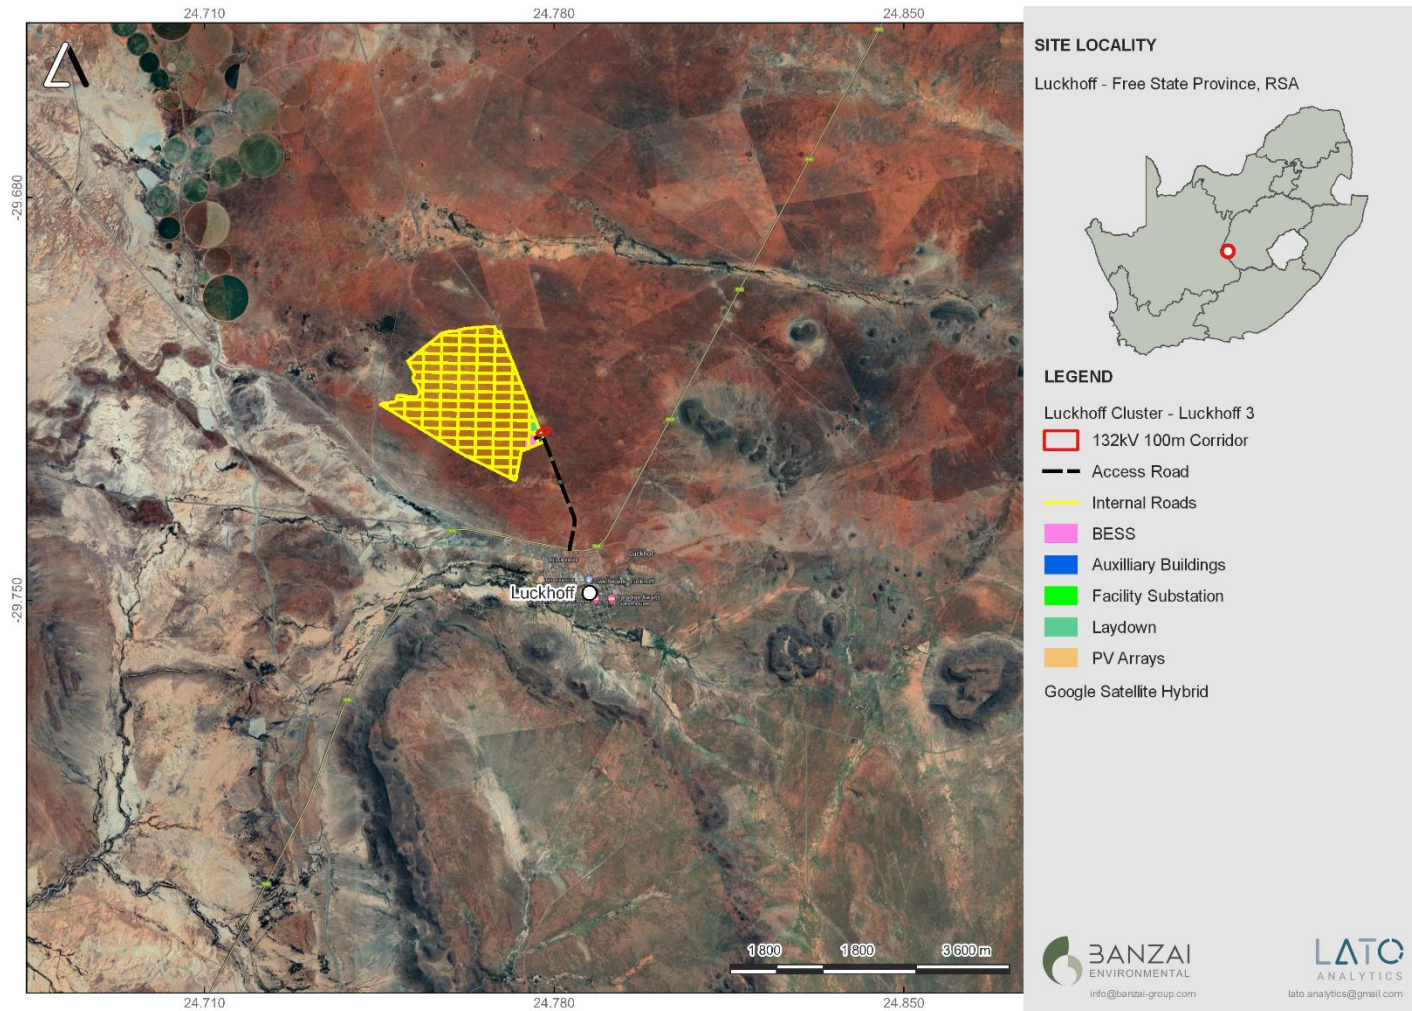 24.710
24.780
24.850
-29.680
-29.750
Luckhof
Luckhoff
1 800
1 800
3 600 m
24.710
24.780
24.850
SITE LOCALITY
Luckhoff - Free State Province, RSA
LEGEND
Luckhoff Cluster - Luckhoff 3
132kV 100m Corridor
Access Road
Internal Roads
BESS
Auxilliary Buildings
Facility Substation
Laydown
PV Arrays
Google Satellite Hybrid
BANZAI
ENVIRONMENTAL
info@banzai-group.com
LATO
ANALYTICS
lato.analytics@gmail.com